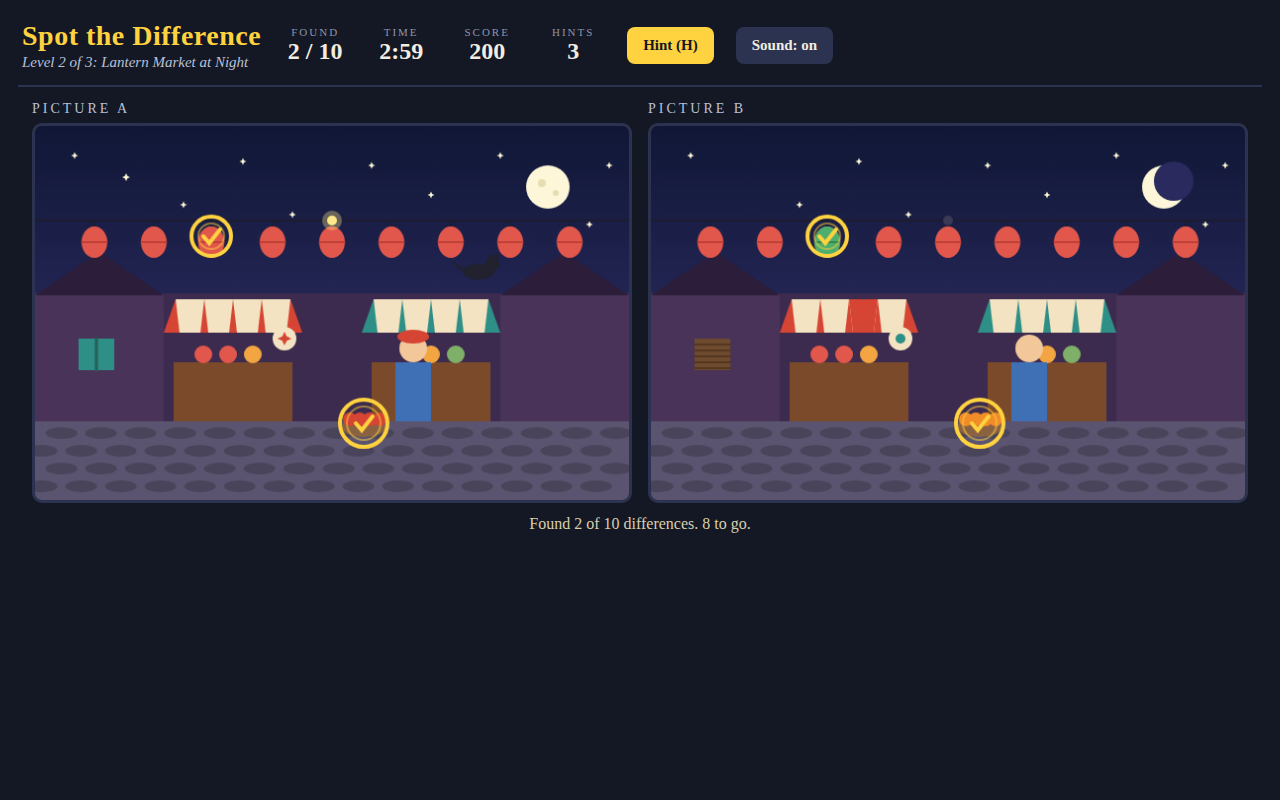 Spot the Difference
Level 2 of 3: Lantern Market at Night
FOUND
2 / 10
TIME
2:59
SCORE
200
HINTS
3
Hint (H)
Sound: on
PICTURE A
PICTURE B
Found 2 of 10 differences. 8 to go.